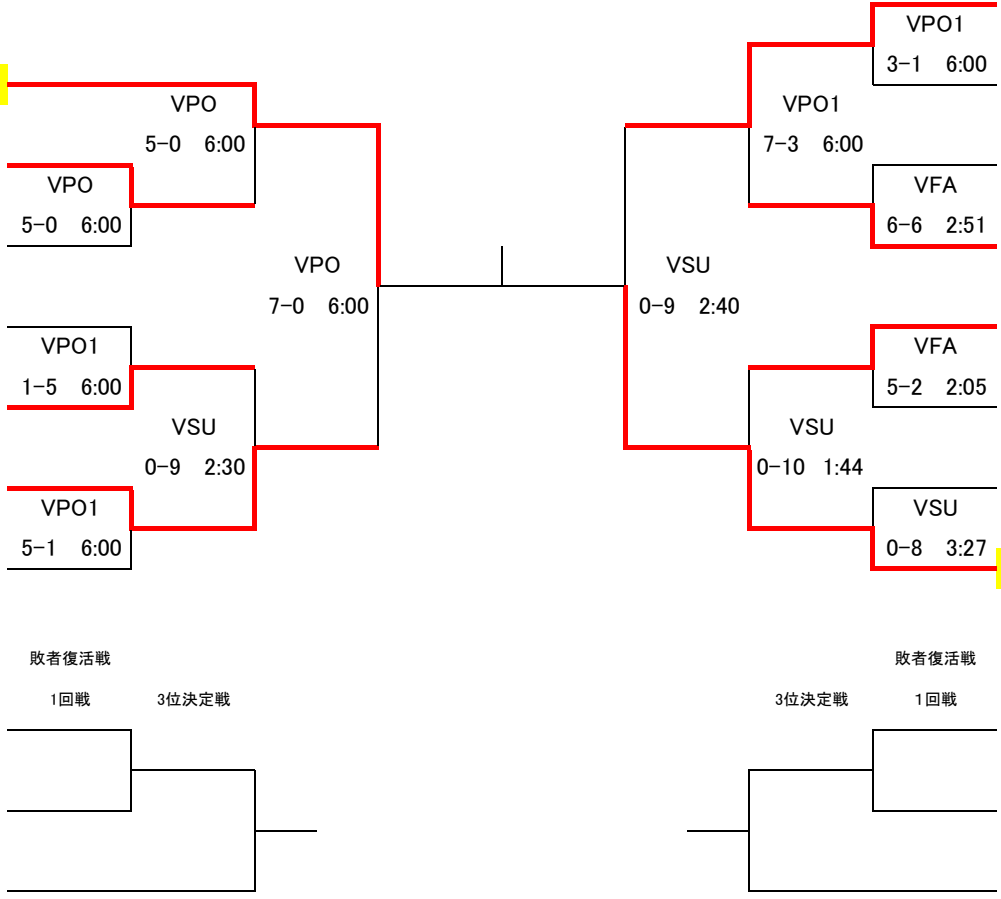 VPO1
3-1 6:00
VPO
5-0 6:00
VPO1
7-3 6:00
VPO
5-0 6:00
VFA
6-6 2:51
VPO
7-0 6:00
VSU
0-9 2:40
VPO1
1-5 6:00
VFA
5-2 2:05
VSU
0-9 2:30
VSU
0-10 1:44
VPO1
5-1 6:00
VSU
0-8 3:27
敗者復活戦
敗者復活戦
1回戦 3位決定戦
3位決定戦 1回戦